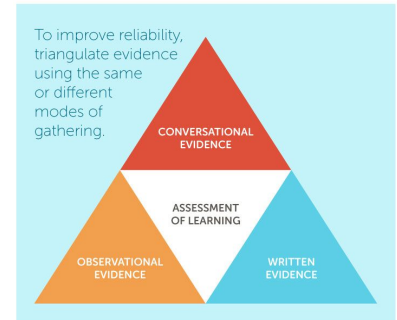 To improve reliability,
triangulate evidence
using the same
or different
modes of
gathering.
CONVERSATIONAL
EVIDENCE
ASSESSMENT
OF LEARNING
OBSERVATIONAL
EVIDENCE
WRITTEN
EVIDENCE